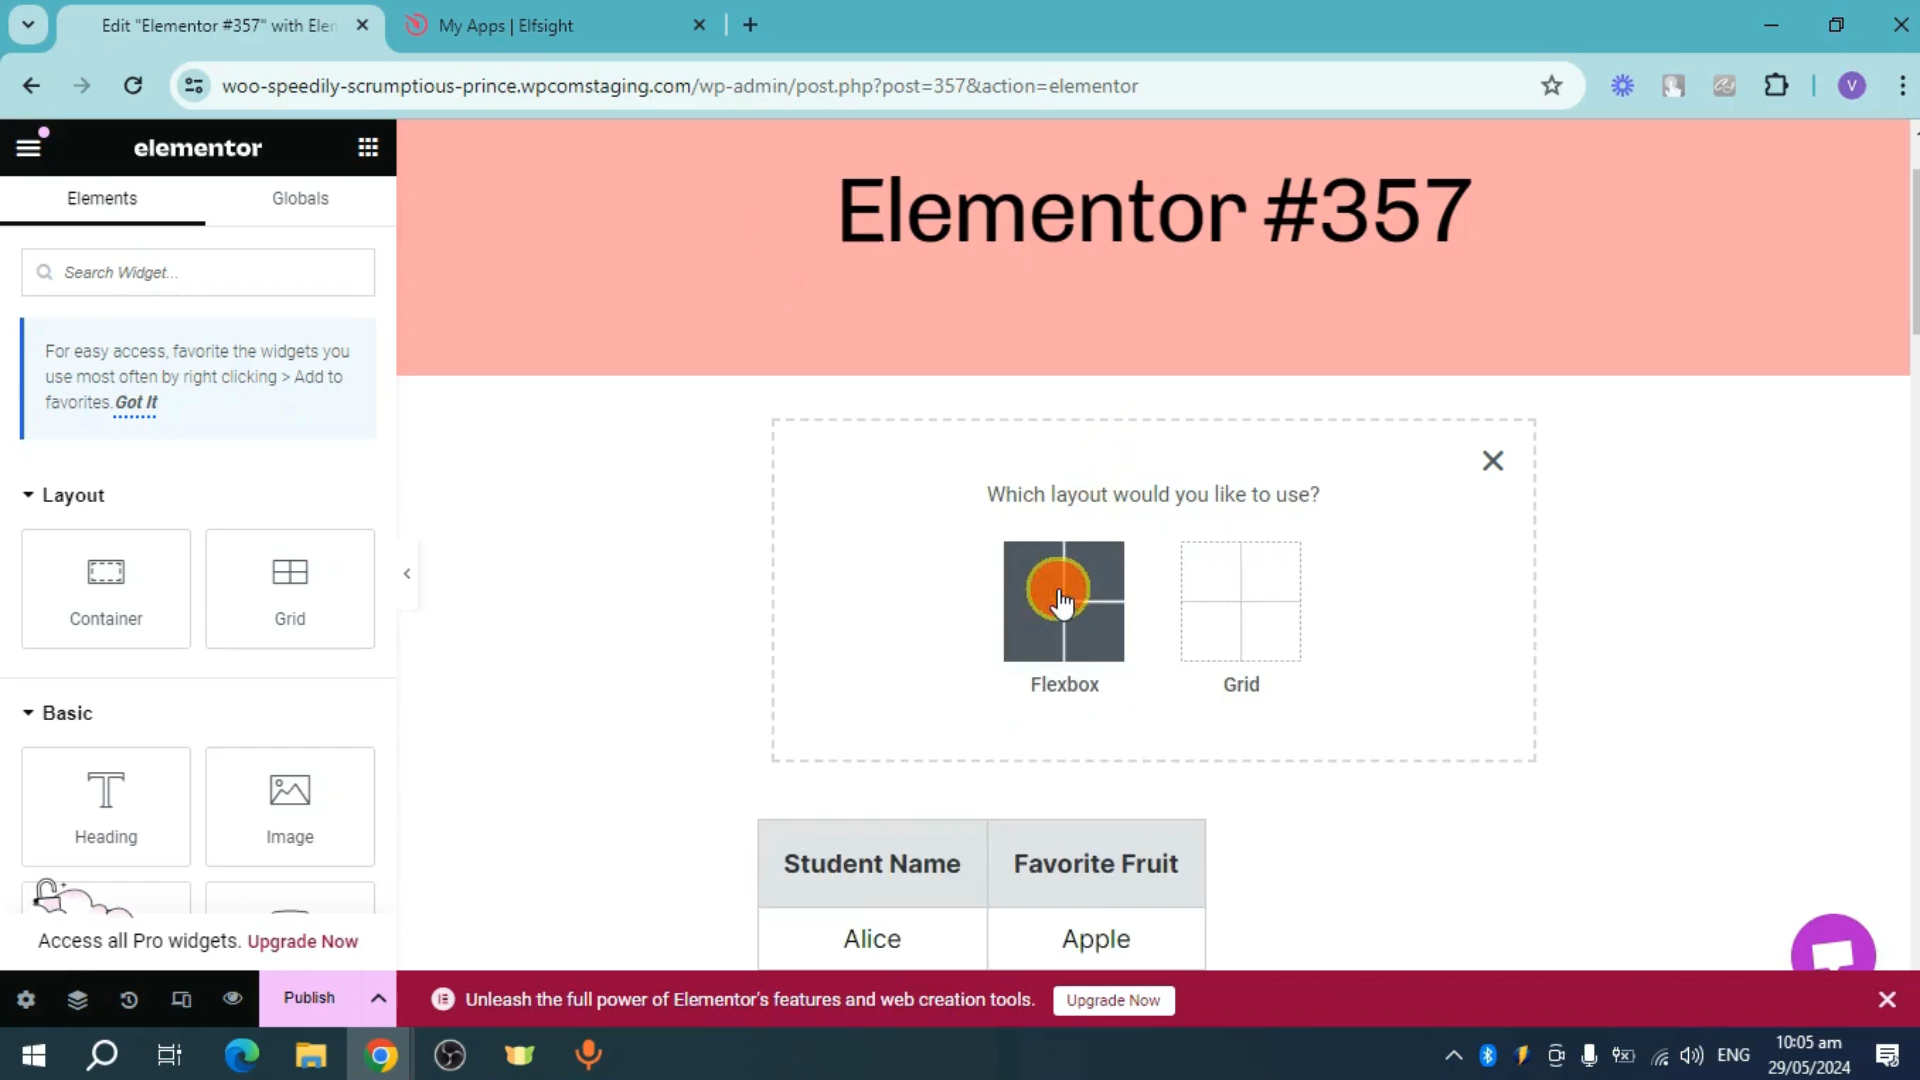 Edit "Elementor #357" with Elem
My Apps | Elfsight
woo-speedily-scrumptious-prince.wpcomstaging.com/wp-admin/post.php?post=357&action=elementor
V
elementor
Elements
Globals
Search Widget...
For easy access, favorite the widgets you
use most often by right clicking > Add to
favorites. Got It
Layout
Container
Grid
Basic
Heading
Image
Access all Pro widgets. Upgrade Now
Publish
Elementor #357
Which layout would you like to use?
Flexbox
Grid
Student Name
Favorite Fruit
Alice
Apple
Unleash the full power of Elementor's features and web creation tools.
Upgrade Now
ENG
10:05 am
29/05/2024